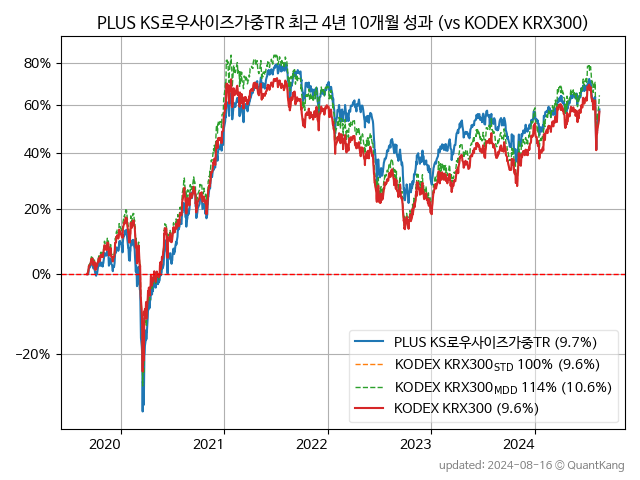 PLUS KS로우사이즈가중TR 최근 4년 10개월 성과 (vs KODEX KRX300)
80%
60%
40%
20%
0%
−20%
PLUS KS로우사이즈가중TR (9.7%)
KODEX KRX300STD 100% (9.6%)
KODEX KRX300MDD 114% (10.6%)
KODEX KRX300 (9.6%)
2020 2021 2022 2023 2024
updated: 2024-08-16 © QuantKang